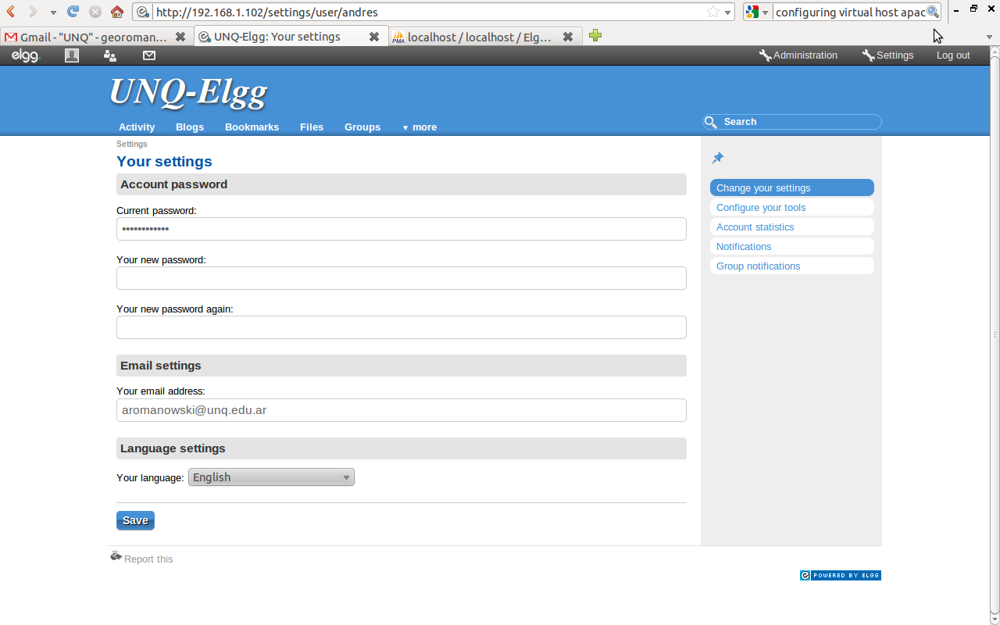 http://192.168.1.102/settings/user/andres
configuring virtual host apac
Gmail - "UNQ" - georoman...
UNQ-Elgg: Your settings
PMA
localhost / localhost / Elg...
elgg.
Administration
Settings
Log out
UNQ-Elgg
Activity
Blogs
Bookmarks
Files
Groups
▼ more
Search
Settings
Your settings
Account password
Current password:
••••••••••••
Your new password:
Your new password again:
Email settings
Your email address:
aromanowski@unq.edu.ar
Language settings
Your language: English
Save
Change your settings
Configure your tools
Account statistics
Notifications
Group notifications
Report this
POWERED BY ELGG